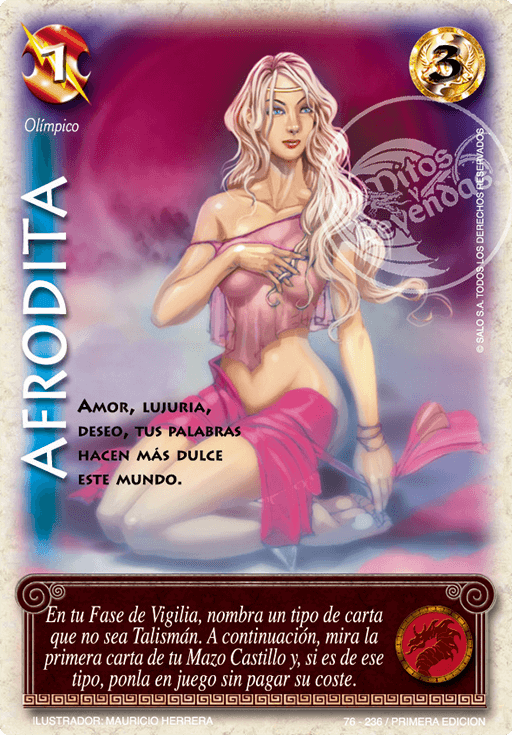 1
3
Olímpico
Mitos
y
Leyendas
© SALO S.A. TODOS LOS DERECHOS RESERVADOS
AFRODITA
AMOR, LUJURIA,
DESEO, TUS PALABRAS
HACEN MÁS DULCE
ESTE MUNDO.
En tu Fase de Vigilia, nombra un tipo de carta
que no sea Talismán. A continuación, mira la
primera carta de tu Mazo Castillo y, si es de ese
tipo, ponla en juego sin pagar su coste.
ILUSTRADOR: MAURICIO HERRERA
76 - 236 / PRIMERA EDICION